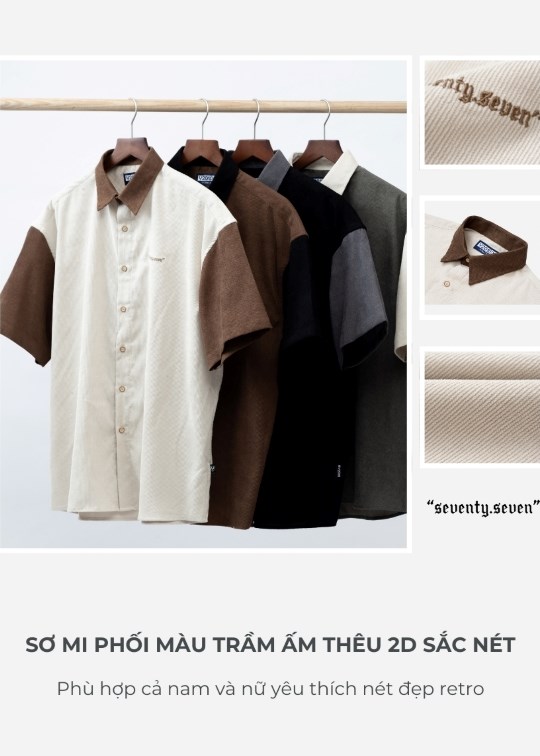 nty.seven”
“seventy.seven”
SƠ MI PHỐI MÀU TRẦM ẤM THÊU 2D SẮC NÉT
Phù hợp cả nam và nữ yêu thích nét đẹp retro